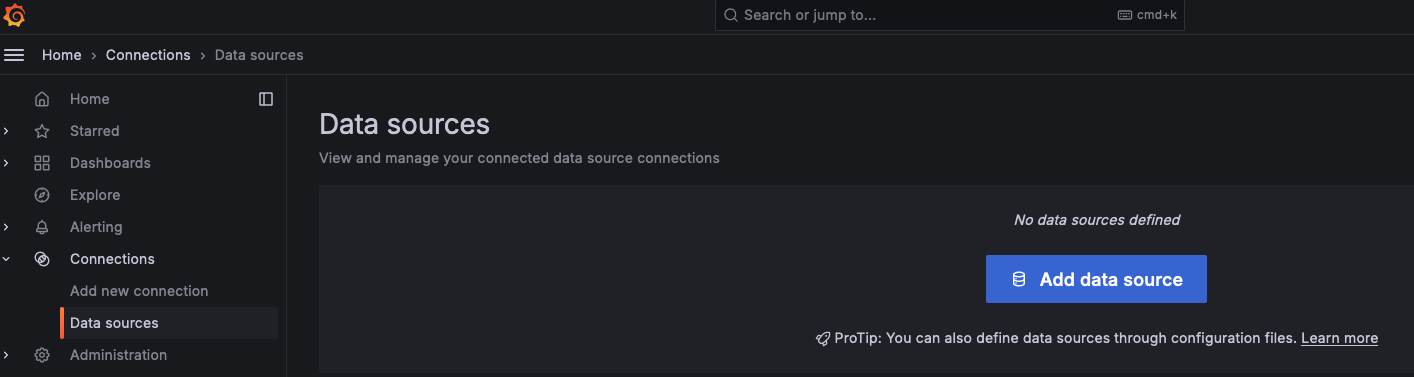 Search or jump to... cmd+k
Home › Connections › Data sources
Home
Starred
Dashboards
Explore
Alerting
Connections
Add new connection
Data sources
Administration
Data sources
View and manage your connected data source connections
No data sources defined
Add data source
ProTip: You can also define data sources through configuration files. Learn more